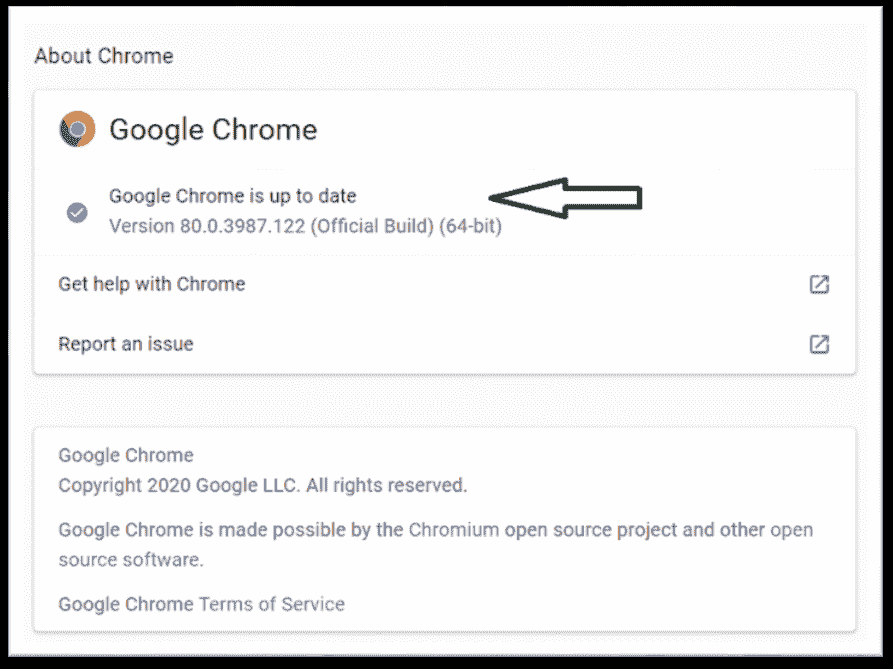 About Chrome
Google Chrome
Google Chrome is up to date
Version 80.0.3987.122 (Official Build) (64-bit)
Get help with Chrome
Report an issue
Google Chrome
Copyright 2020 Google LLC. All rights reserved.
Google Chrome is made possible by the Chromium open source project and other open
source software.
Google Chrome Terms of Service